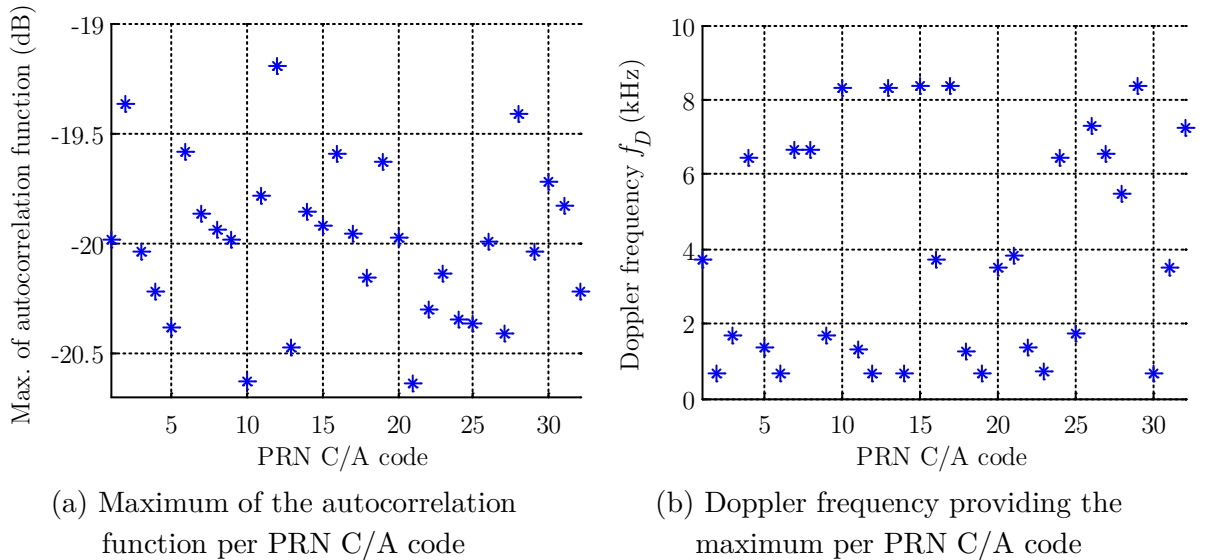 Max. of autocorrelation function (dB)
-19
-19.5
-20
-20.5
5 10 15 20 25 30
PRN C/A code
(a) Maximum of the autocorrelation
function per PRN C/A code
Doppler frequency f_D (kHz)
10
8
6
4
2
0
5 10 15 20 25 30
PRN C/A code
(b) Doppler frequency providing the
maximum per PRN C/A code